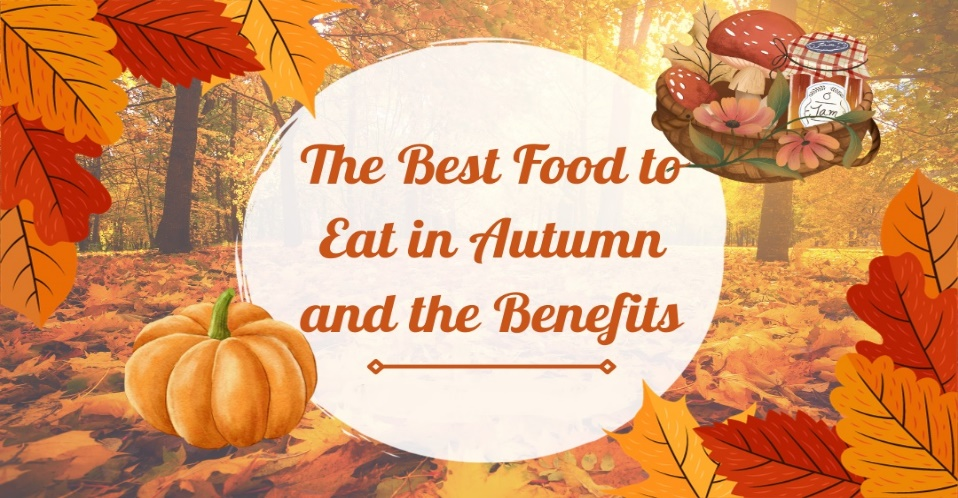 The Best Food to
Eat in Autumn
and the Benefits
Jam